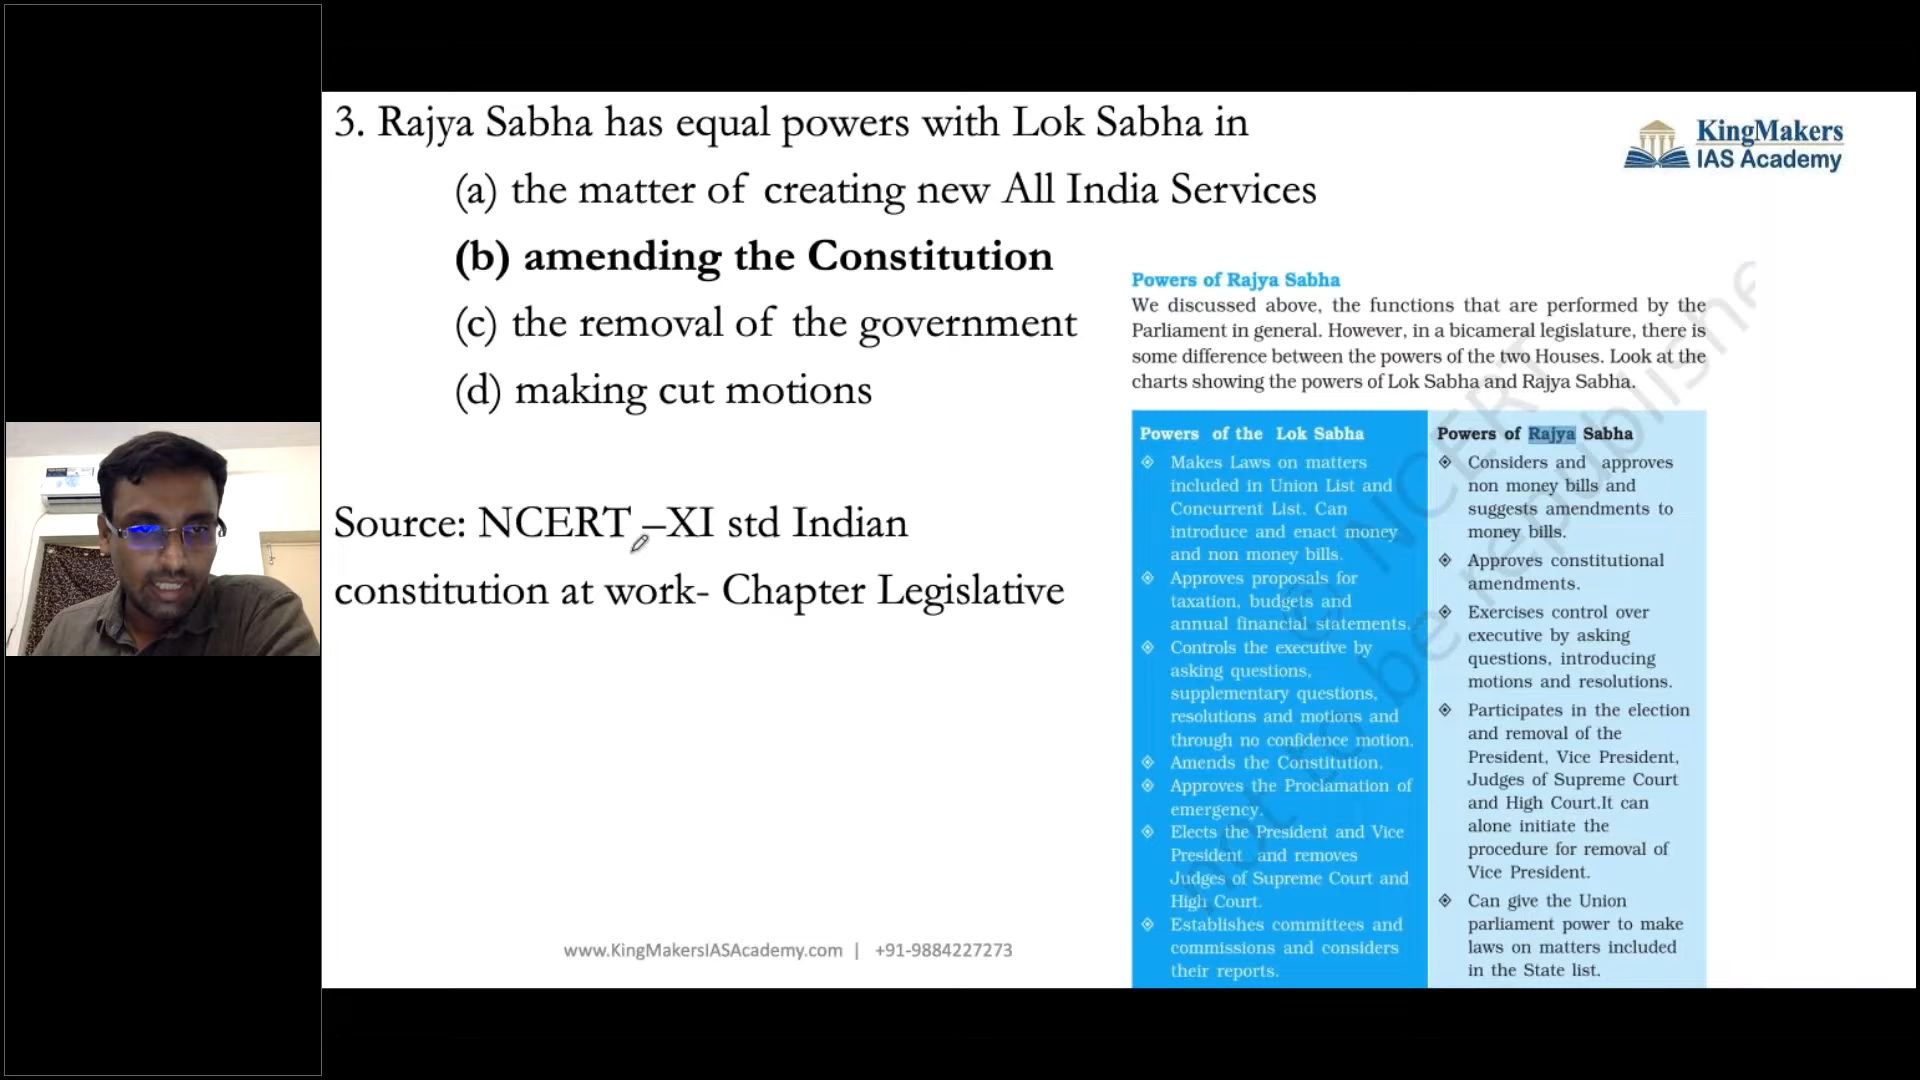 3. Rajya Sabha has equal powers with Lok Sabha in
(a) the matter of creating new All India Services
(b) amending the Constitution
(c) the removal of the government
(d) making cut motions
Source: NCERT –XI std Indian
constitution at work- Chapter Legislative
www.KingMakersIASAcademy.com | +91-9884227273
KingMakers
IAS Academy
Powers of Rajya Sabha
We discussed above, the functions that are performed by the
Parliament in general. However, in a bicameral legislature, there is
some difference between the powers of the two Houses. Look at the
charts showing the powers of Lok Sabha and Rajya Sabha.
Powers of the Lok Sabha
Makes Laws on matters
included in Union List and
Concurrent List. Can
introduce and enact money
and non money bills.
Approves proposals for
taxation, budgets and
annual financial statements.
Controls the executive by
asking questions,
supplementary questions,
resolutions and motions and
through no confidence motion.
Amends the Constitution.
Approves the Proclamation of
emergency.
Elects the President and Vice
President and removes
Judges of Supreme Court and
High Court.
Establishes committees and
commissions and considers
their reports.
Powers of Rajya Sabha
Considers and approves
non money bills and
suggests amendments to
money bills.
Approves constitutional
amendments.
Exercises control over
executive by asking
questions, introducing
motions and resolutions.
Participates in the election
and removal of the
President, Vice President,
Judges of Supreme Court
and High Court.It can
alone initiate the
procedure for removal of
Vice President.
Can give the Union
parliament power to make
laws on matters included
in the State list.
© NCERT
not to be republishe